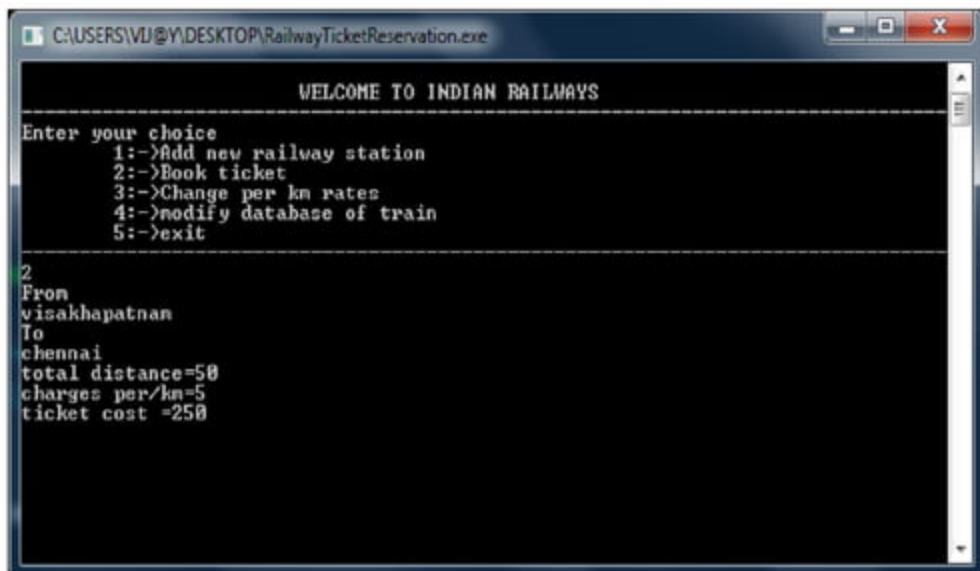 C:\USERS\VIJ@Y\DESKTOP\RailwayTicketReservation.exe
WELCOME TO INDIAN RAILWAYS
Enter your choice
1:->Add new railway station
2:->Book ticket
3:->Change per km rates
4:->modify database of train
5:->exit
2
From
visakhapatnam
To
chennai
total distance=50
charges per/km=5
ticket cost =250